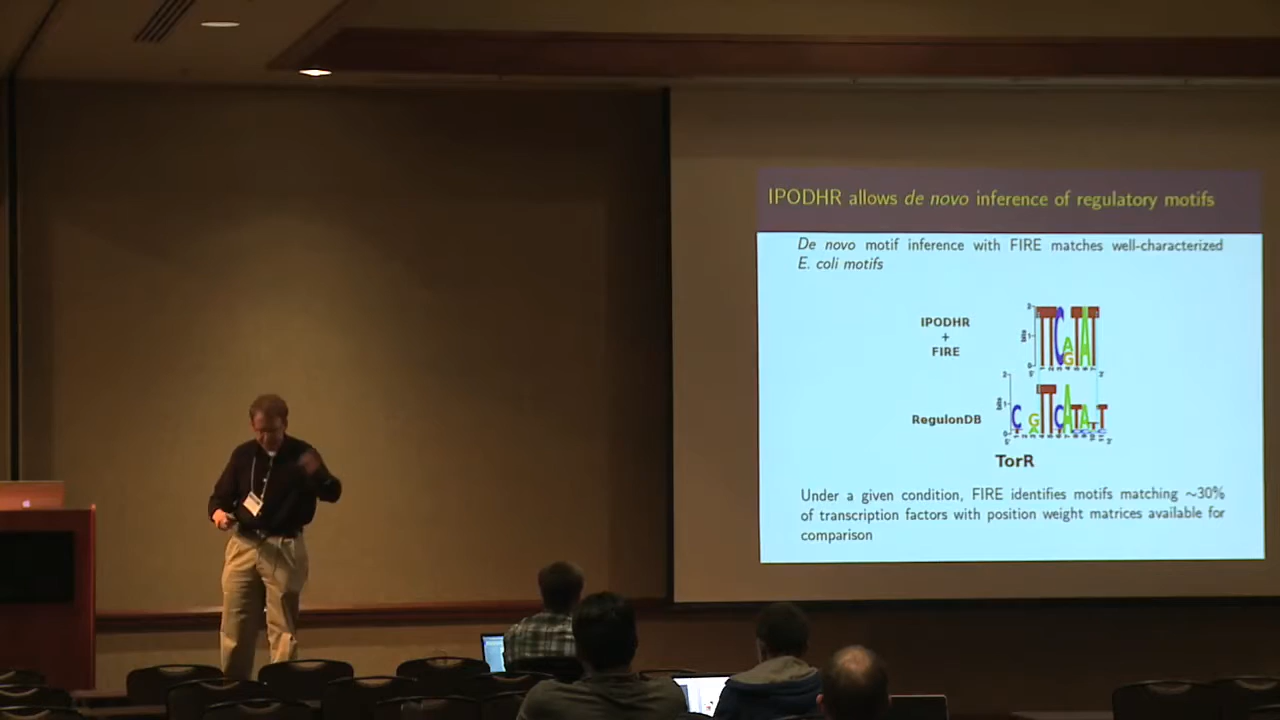 IPODHR allows de novo inference of regulatory motifs
De novo motif inference with FIRE matches well-characterized
E. coli motifs
IPODHR
+
FIRE
RegulonDB
TorR
Under a given condition, FIRE identifies motifs matching ~30%
of transcription factors with position weight matrices available for
comparison